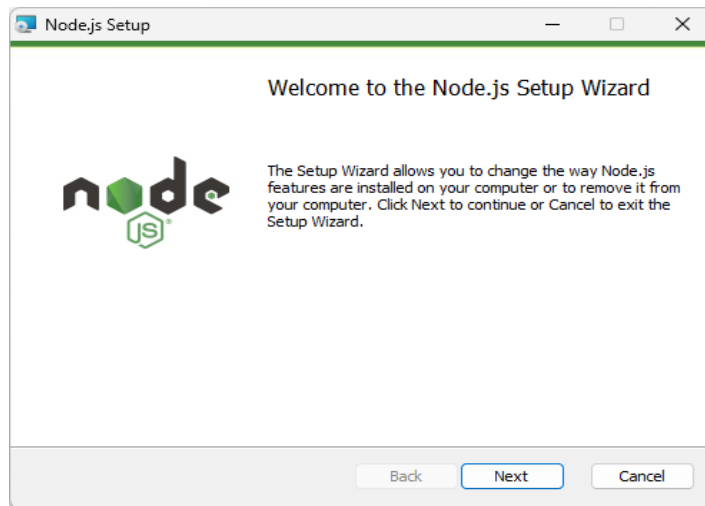 Node.js Setup
Welcome to the Node.js Setup Wizard
node
JS®
The Setup Wizard allows you to change the way Node.js
features are installed on your computer or to remove it from
your computer. Click Next to continue or Cancel to exit the
Setup Wizard.
Back Next Cancel